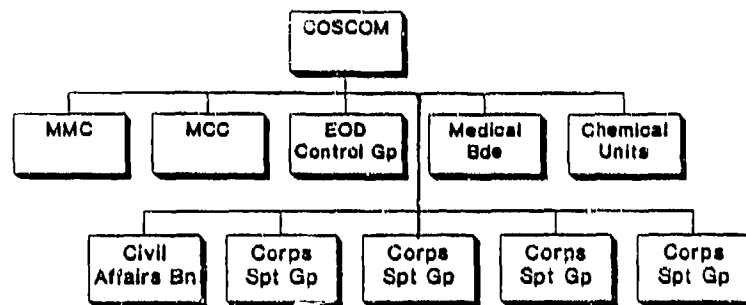 COSCOM
MMC
MCC
EOD
Control Gp
Medical
Bde
Chemical
Units
Civil
Affairs Bn
Corps
Spt Gp
Corps
Spt Gp
Corps
Spt Gp
Corps
Spt Gp